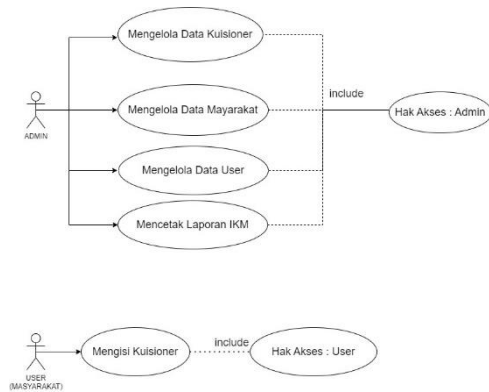 Mengelola Data Kuisioner
include
ADMIN
Mengelola Data Mayarakat
Hak Akses : Admin
Mengelola Data User
Mencetak Laporan IKM
Mengisi Kuisioner
include
Hak Akses : User
USER
(MASYARAKAT)